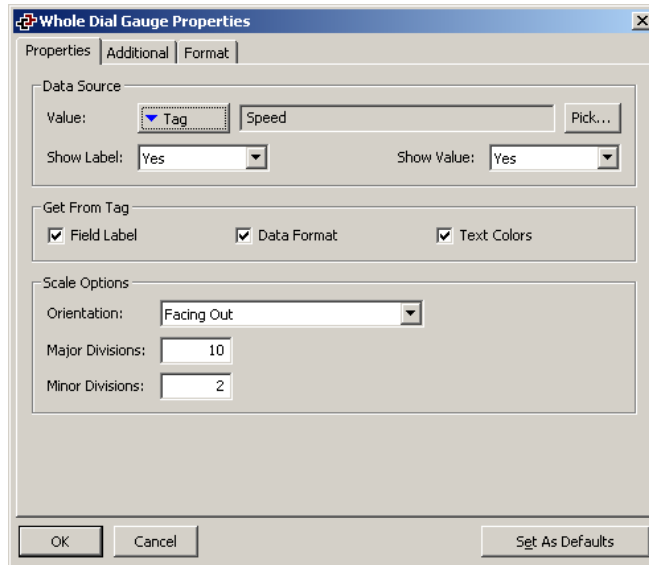 Whole Dial Gauge Properties
Properties Additional Format
Data Source
Value: Tag Speed Pick...
Show Label: Yes Show Value: Yes
Get From Tag
Field Label Data Format Text Colors
Scale Options
Orientation: Facing Out
Major Divisions: 10
Minor Divisions: 2
OK Cancel Set As Defaults